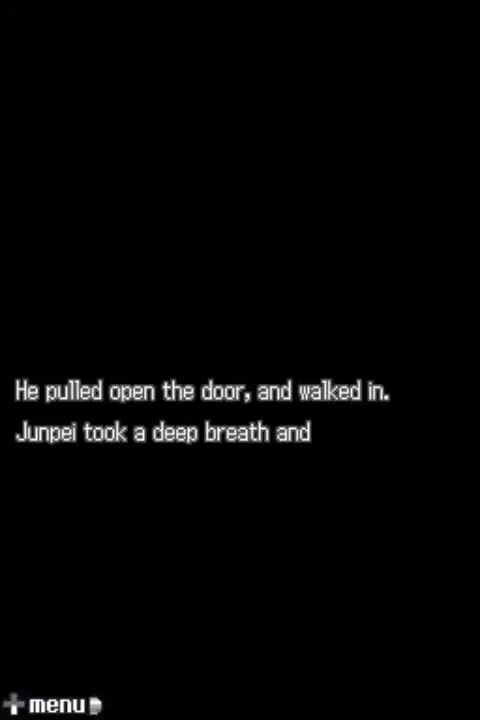 He pulled open the door, and walked in.
Junpei took a deep breath and
menu